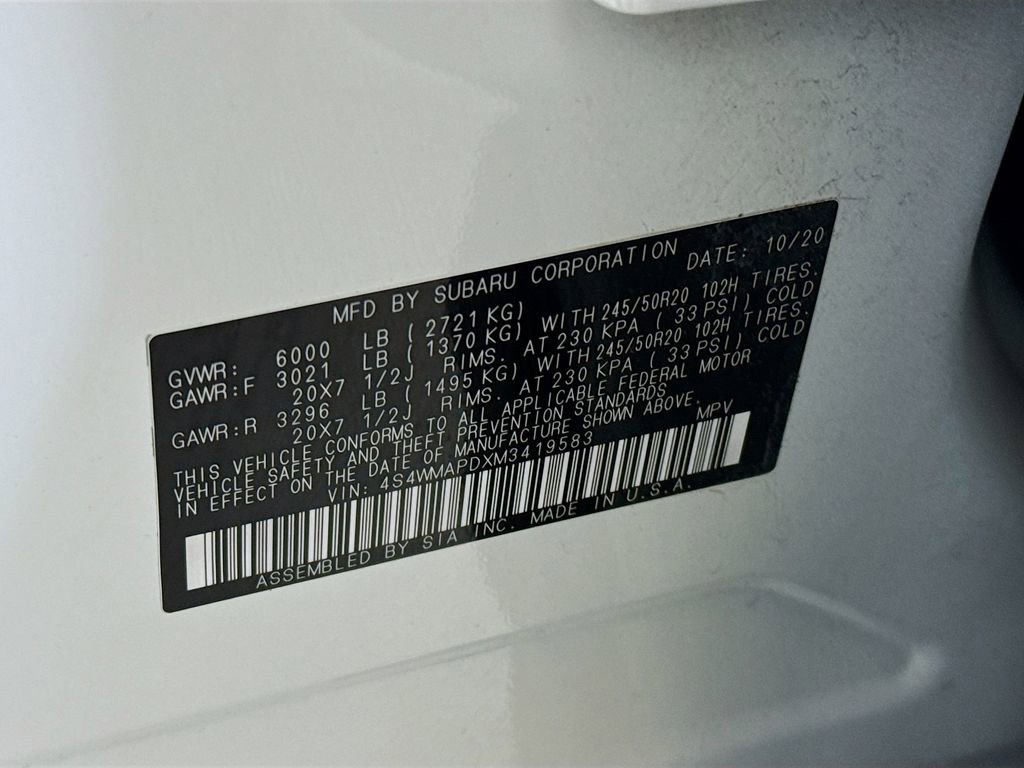 MFD BY SUBARU CORPORATION DATE: 10/20
GVWR: 6000 LB ( 2721 KG)
GAWR:F 3021 LB ( 1370 KG) WITH 245/50R20 102H TIRES.
20X7 1/2J RIMS. AT 230 KPA ( 33 PSI) COLD
GAWR:R 3296 LB ( 1495 KG) WITH 245/50R20 102H TIRES.
20X7 1/2J RIMS. AT 230 KPA ( 33 PSI) COLD
THIS VEHICLE CONFORMS TO ALL APPLICABLE FEDERAL MOTOR
VEHICLE SAFETY AND THEFT PREVENTION STANDARDS
IN EFFECT ON THE DATE OF MANUFACTURE SHOWN ABOVE.
VIN: 4S4WMAPDXM3419583 MPV
ASSEMBLED BY SIA INC. MADE IN U.S.A.